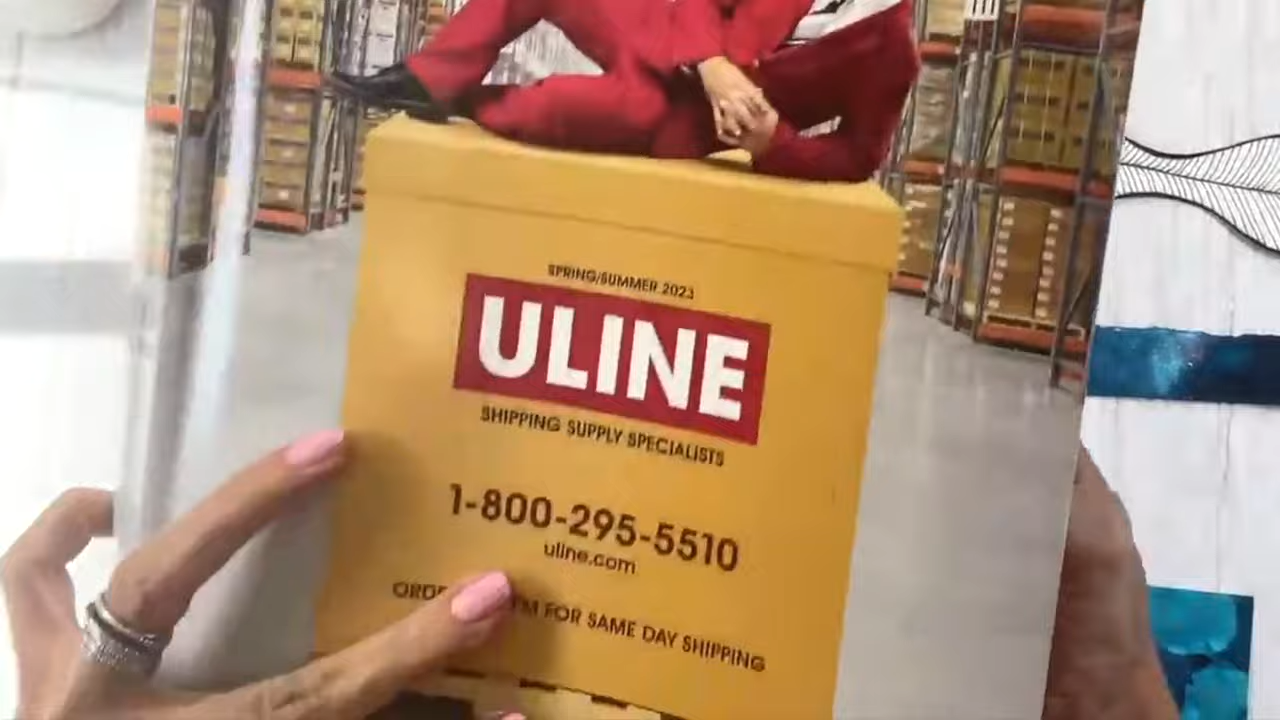 SPRING/SUMMER 2023
ULINE
SHIPPING SUPPLY SPECIALISTS
1-800-295-5510
uline.com
FOR SAME DAY SHIPPING